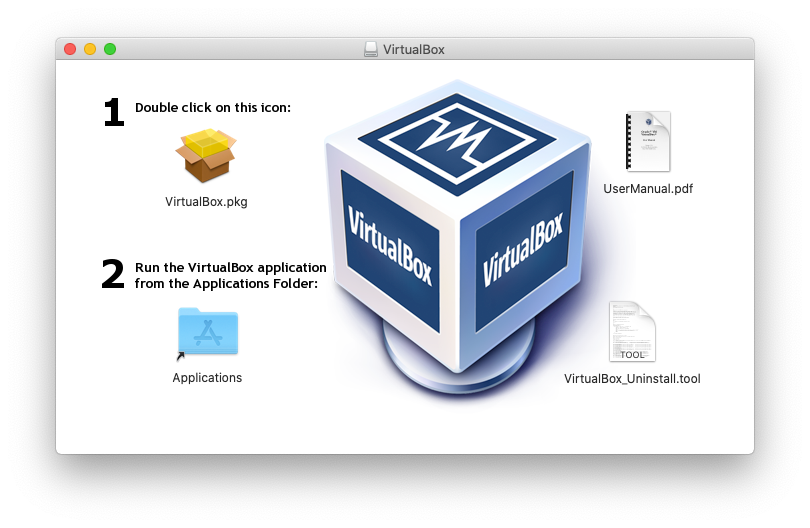 VirtualBox
1 Double click on this icon:
VirtualBox.pkg
2 Run the VirtualBox application
from the Applications Folder:
Applications
VirtualBox
VirtualBox
UserManual.pdf
TOOL
VirtualBox_Uninstall.tool